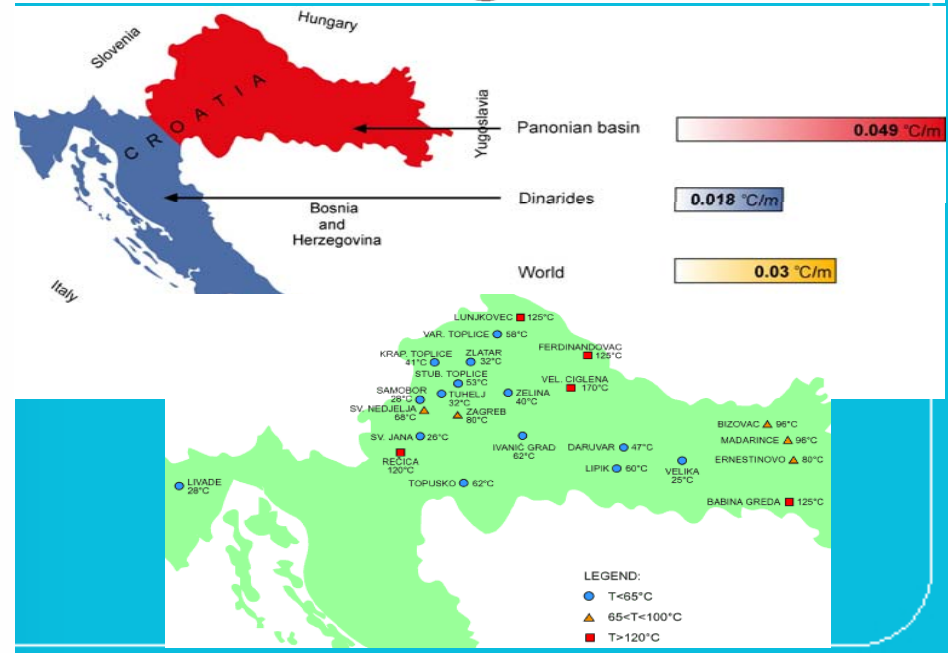 Hungary
Slovenia
CROATIA
Yugoslavia
Panonian basin
0.049 °C/m
Dinarides
0.018 °C/m
Bosnia
and
Herzegovina
World
0.03 °C/m
Italy
LUNJKOVEC 125°C
VAR. TOPLICE 58°C
FERDINANDOVAC
125°C
KRAP. TOPLICE
41°C
ZLATAR
32°C
STUB. TOPLICE
53°C
VEL. CIGLENA
170°C
SAMOBOR
28°C
TUHELJ
32°C
ZELINA
40°C
SV. NEDJELJA
68°C
ZAGREB
80°C
BIZOVAC 96°C
SV. JANA 26°C
IVANIĆ GRAD
62°C
DARUVAR 47°C
MADARINCE 96°C
REČICA
120°C
LIPIK 60°C
VELIKA
25°C
ERNESTINOVO 80°C
LIVADE
28°C
TOPUSKO 62°C
BABINA GREDA 125°C
LEGEND:
T<65°C
65<T<100°C
T>120°C